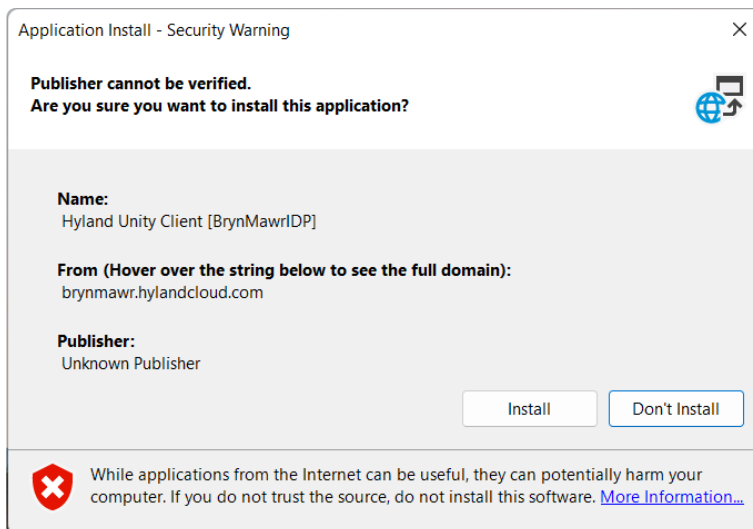 Application Install - Security Warning
Publisher cannot be verified.
Are you sure you want to install this application?
Name:
Hyland Unity Client [BrynMawrIDP]
From (Hover over the string below to see the full domain):
brynmawr.hylandcloud.com
Publisher:
Unknown Publisher
Install
Don't Install
While applications from the Internet can be useful, they can potentially harm your
computer. If you do not trust the source, do not install this software. More Information...